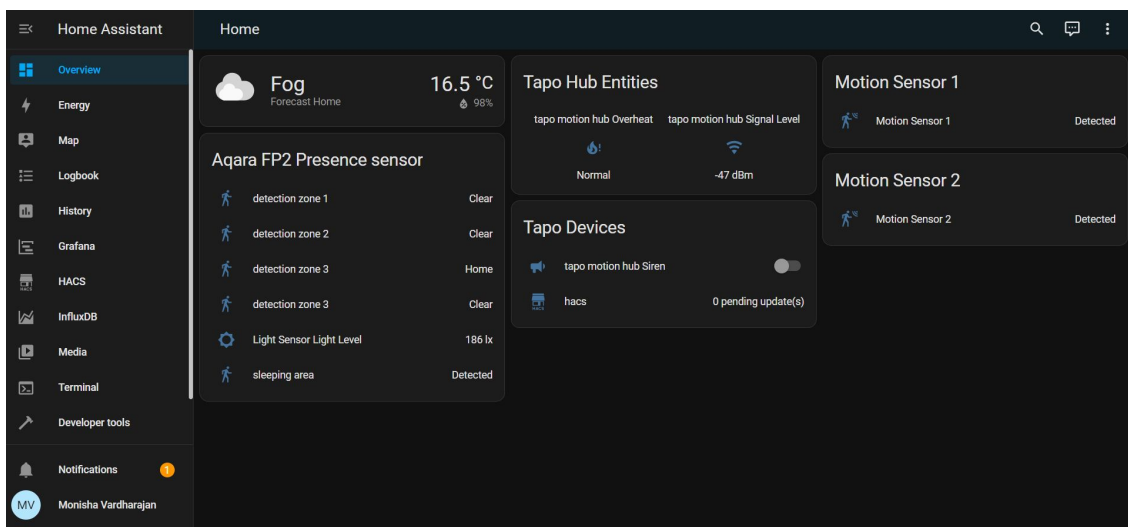 Home Assistant
Overview
Energy
Map
Logbook
History
Grafana
HACS
HACS
InfluxDB
Media
Terminal
Developer tools
Notifications 1
MV Monisha Vardharajan
Home
Fog 16.5 °C
Forecast Home 98%
Aqara FP2 Presence sensor
detection zone 1 Clear
detection zone 2 Clear
detection zone 3 Home
detection zone 3 Clear
Light Sensor Light Level 186 lx
sleeping area Detected
Tapo Hub Entities
tapo motion hub Overheat tapo motion hub Signal Level
Normal -47 dBm
Tapo Devices
tapo motion hub Siren
hacs 0 pending update(s)
HACS
Motion Sensor 1
Motion Sensor 1 Detected
Motion Sensor 2
Motion Sensor 2 Detected